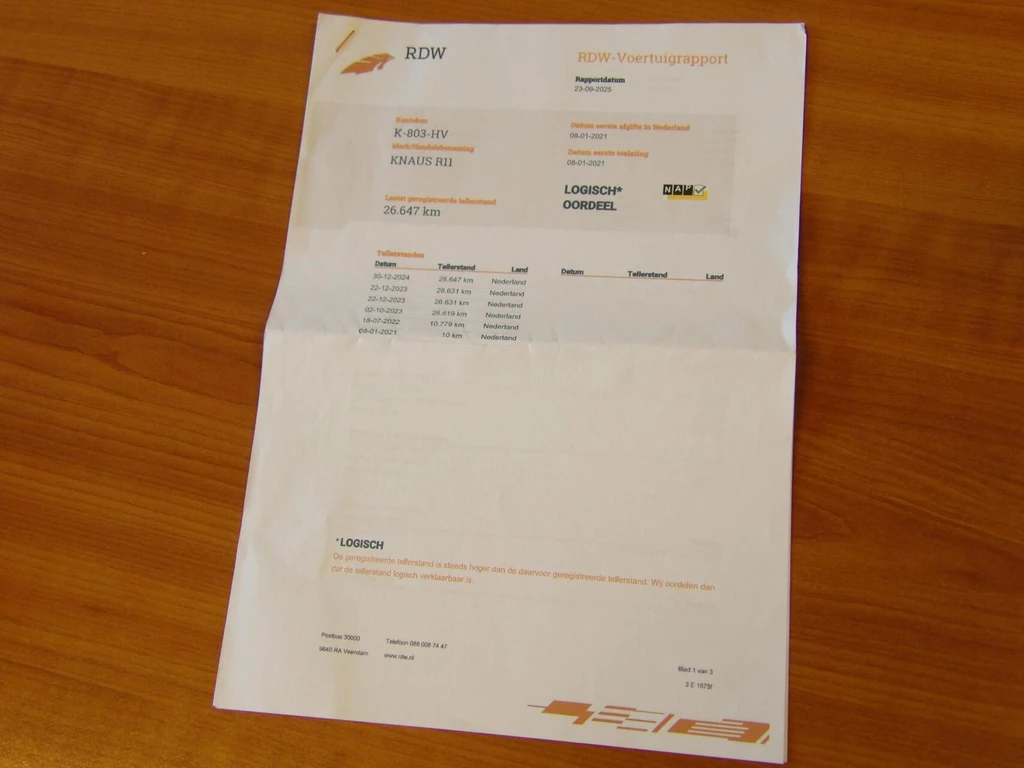 RDW
RDW-Voertuigrapport
Rapportdatum
23-09-2025
Kenteken
K-803-HV
Merk/Handelsbenaming
KNAUS R11
Laatst geregistreerde tellerstand
26.647 km
Datum eerste afgifte in Nederland
08-01-2021
Datum eerste toelating
08-01-2021
LOGISCH*
OORDEEL
NAP
Tellerstanden
Datum Tellerstand Land
30-12-2024 26.647 km Nederland
22-12-2023 26.631 km Nederland
22-12-2023 26.631 km Nederland
02-10-2023 26.619 km Nederland
18-07-2022 10.779 km Nederland
08-01-2021 10 km Nederland
Datum Tellerstand Land
*LOGISCH
De geregistreerde tellerstand is steeds hoger dan de daarvoor geregistreerde tellerstand. Wij oordelen dan
dat de tellerstand logisch verklaarbaar is.
Postbus 30000
9640 RA Veendam
Telefoon 088 008 74 47
www.rdw.nl
Blad 1 van 3
3 E 1675f